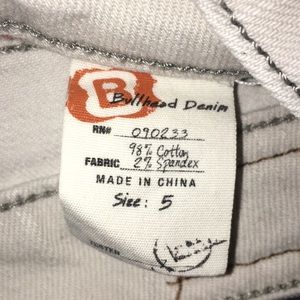 B
Bullhead Denim
RN# 090233
98% Cotton
FABRIC 2% Spandex
MADE IN CHINA
Size: 5